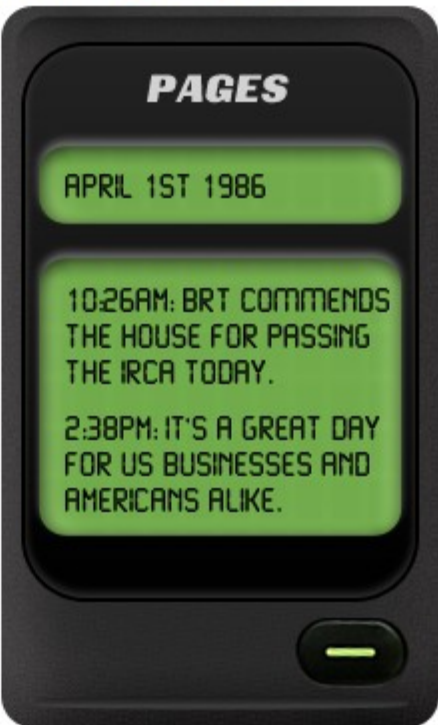 PAGES
APRIL 1ST 1986
10:26AM: BRT COMMENDS
THE HOUSE FOR PASSING
THE IRCA TODAY.
2:38PM: IT'S A GREAT DAY
FOR US BUSINESSES AND
AMERICANS ALIKE.